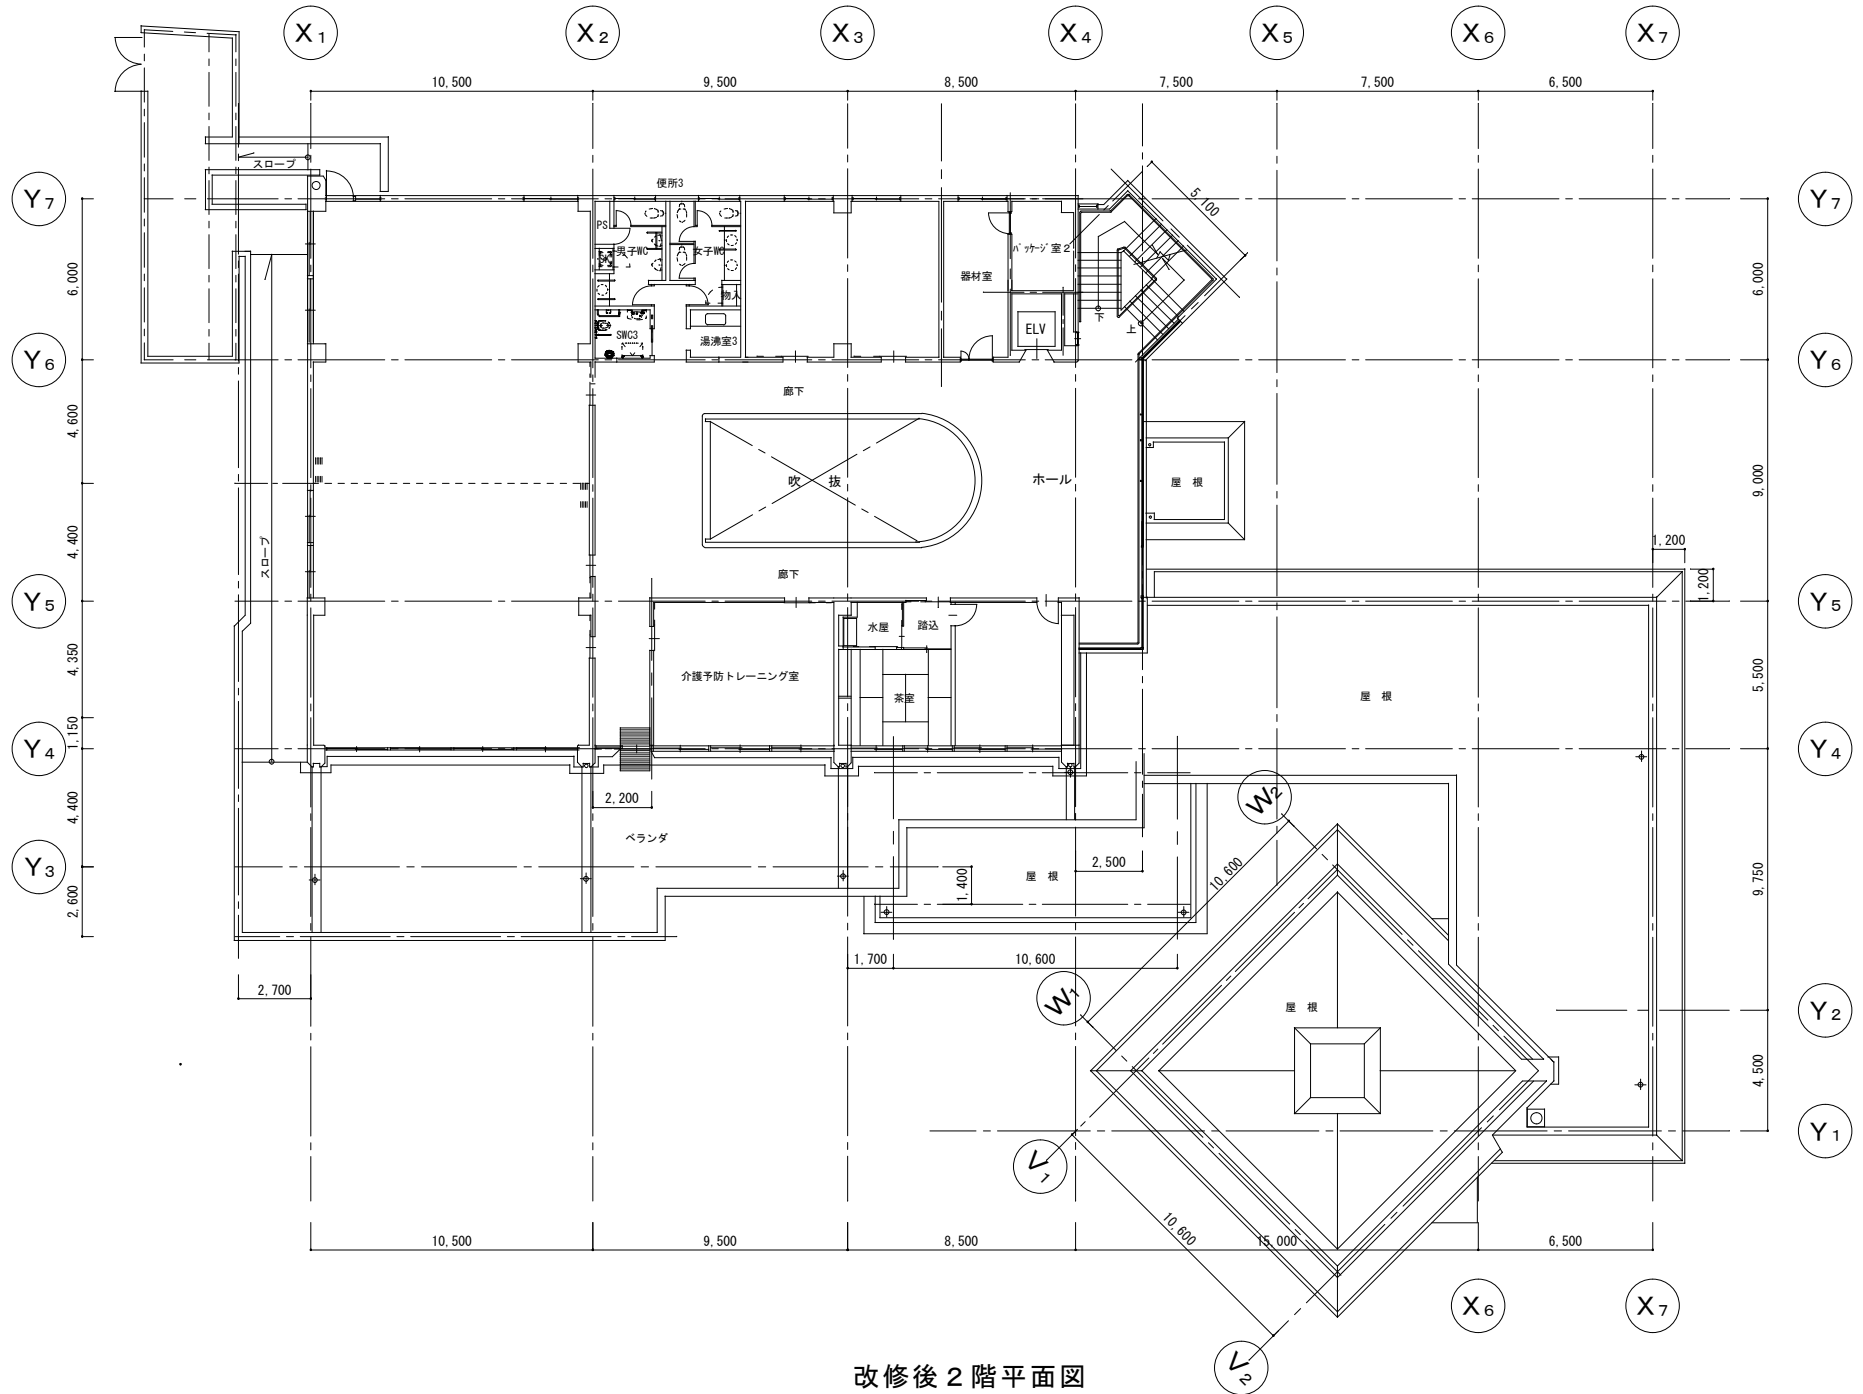 X1
X2
X3
X4
X5
X6
X7
10,500
9,500
8,500
7,500
7,500
6,500
スロープ
便所3
5,100
Y7
Y7
PS
男子WC
女子WC
パッケージ室2
器材室
6,000
6,000
物入
下
上
ELV
SWC3
湯沸室3
Y6
Y6
廊下
4,600
吹 抜
ホール
屋 根
9,000
スロープ
4,400
1,200
1,200
廊下
Y5
Y5
水屋
踏込
4,350
介護予防トレーニング室
茶室
屋 根
5,500
1,150
Y4
Y4
2,200
W2
4,400
ベランダ
2,500
10,600
Y3
1,400
屋 根
9,750
2,600
1,700
10,600
2,700
W1
屋 根
Y2
4,500
Y1
V1
10,600
10,500
9,500
8,500
15,000
6,500
X6
X7
V2
改修後2階平面図